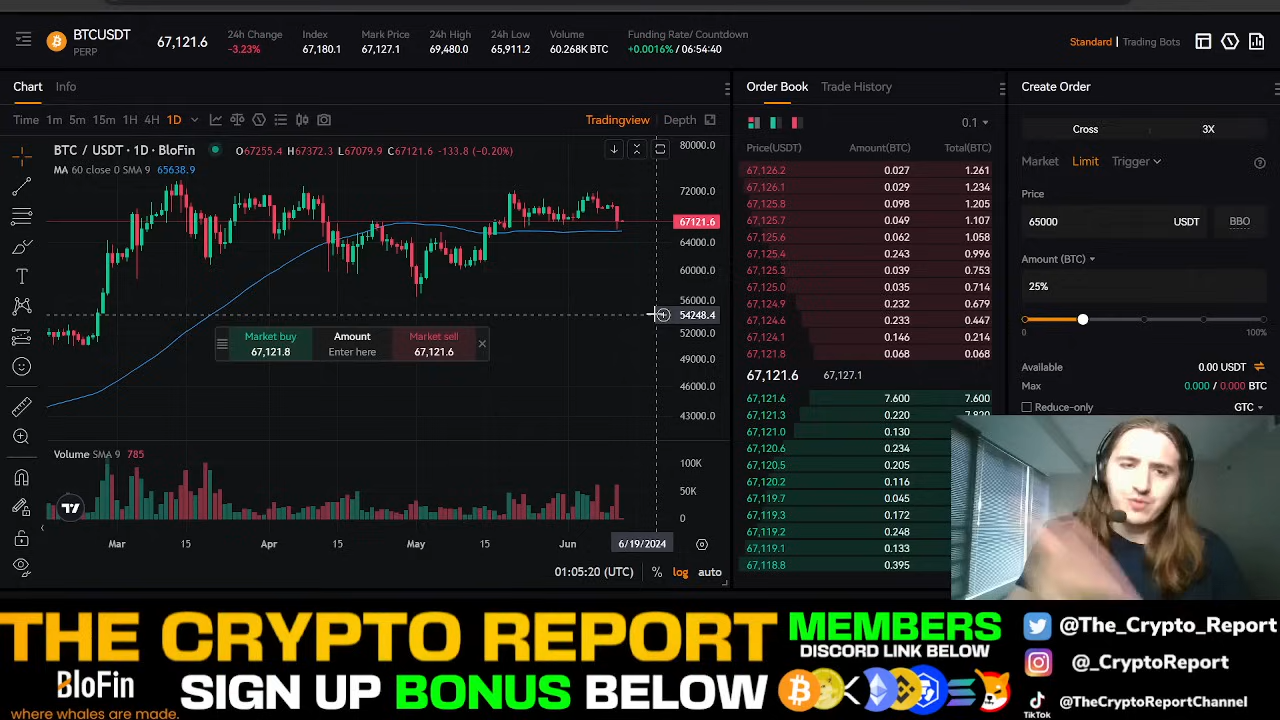 BTCUSDT
PERP
67,121.6
24h Change
-3.23%
Index
67,180.1
Mark Price
67,127.1
24h High
69,480.0
24h Low
65,911.2
Volume
60.268K BTC
Funding Rate/ Countdown
+0.0016% / 06:54:40
Standard | Trading Bots
Chart Info
Time 1m 5m 15m 1H 4H 1D
Tradingview Depth
BTC / USDT · 1D · BloFin
O67255.4 H67372.3 L67079.9 C67121.6 -133.8 (-0.20%)
MA 60 close 0 SMA 9 65638.9
80000.0
72000.0
67121.6
64000.0
60000.0
56000.0
54248.4
52000.0
49000.0
46000.0
43000.0
Market buy
67,121.8
Amount
Enter here
Market sell
67,121.6
Volume SMA 9 785
100K
50K
0
Mar 15 Apr 15 May 15 Jun 6/19/2024
01:05:20 (UTC) % log auto
Order Book Trade History
0.1
Price(USDT) Amount(BTC) Total(BTC)
67,126.2 0.027 1.261
67,126.1 0.029 1.234
67,125.8 0.098 1.205
67,125.7 0.049 1.107
67,125.6 0.062 1.058
67,125.4 0.243 0.996
67,125.3 0.039 0.753
67,125.0 0.035 0.714
67,124.9 0.232 0.679
67,124.6 0.233 0.447
67,124.1 0.146 0.214
67,121.8 0.068 0.068
67,121.6 67,127.1
67,121.6 7.600 7.600
67,121.3 0.220 7.820
67,121.0 0.130
67,120.6 0.234
67,120.5 0.205
67,120.2 0.116
67,119.7 0.045
67,119.3 0.172
67,119.2 0.248
67,119.1 0.133
67,118.8 0.395
Create Order
Cross 3X
Market Limit Trigger
Price
65000 USDT BBO
Amount (BTC)
25%
0 100%
Available 0.00 USDT
Max 0.000 / 0.000 BTC
Reduce-only GTC
THE CRYPTO REPORT
BloFin
where whales are made.
SIGN UP BONUS BELOW
MEMBERS
DISCORD LINK BELOW
@The_Crypto_Report
@_CryptoReport
TikTok
@TheCryptoReportChannel